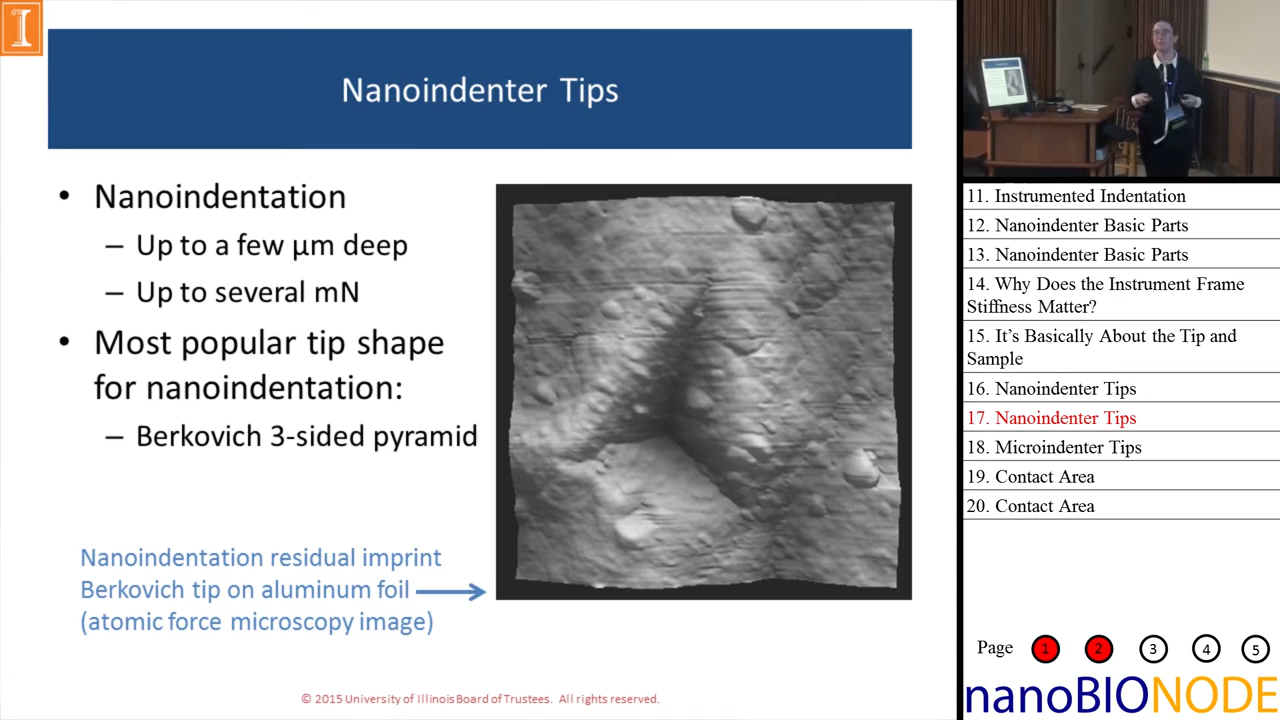 I
Nanoindenter Tips
• Nanoindentation
– Up to a few µm deep
– Up to several mN
• Most popular tip shape
for nanoindentation:
– Berkovich 3-sided pyramid
Nanoindentation residual imprint
Berkovich tip on aluminum foil
(atomic force microscopy image)
© 2015 University of IllinoisBoard of Trustees. All rights reserved.
11. Instrumented Indentation
12. Nanoindenter Basic Parts
13. Nanoindenter Basic Parts
14. Why Does the Instrument Frame
Stiffness Matter?
15. It's Basically About the Tip and
Sample
16. Nanoindenter Tips
17. Nanoindenter Tips
18. Microindenter Tips
19. Contact Area
20. Contact Area
Page 1 2 3 4 5
nanoBIONODE